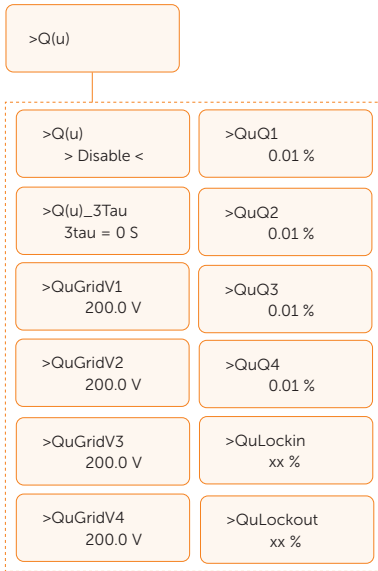 >Q(u)
>Q(u)
> Disable <
>Q(u)_3Tau
3tau = 0 S
>QuGridV1
200.0 V
>QuGridV2
200.0 V
>QuGridV3
200.0 V
>QuGridV4
200.0 V
>QuQ1
0.01 %
>QuQ2
0.01 %
>QuQ3
0.01 %
>QuQ4
0.01 %
>QuLockin
xx %
>QuLockout
xx %